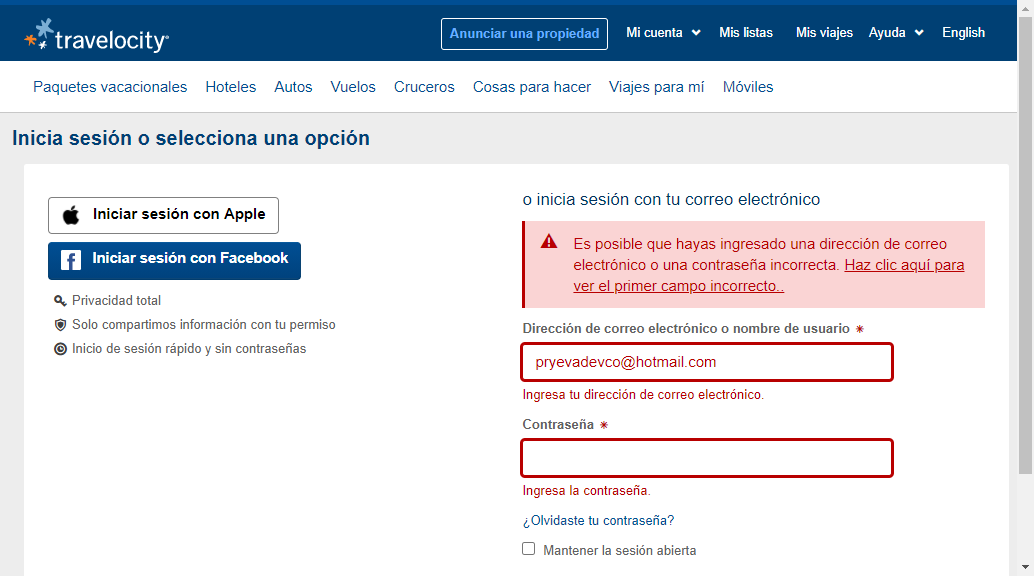 travelocity
Anunciar una propiedad
Mi cuenta
Mis listas
Mis viajes
Ayuda
English
Paquetes vacacionales
Hoteles
Autos
Vuelos
Cruceros
Cosas para hacer
Viajes para mí
Móviles
Inicia sesión o selecciona una opción
Iniciar sesión con Apple
Iniciar sesión con Facebook
Privacidad total
Solo compartimos información con tu permiso
Inicio de sesión rápido y sin contraseñas
o inicia sesión con tu correo electrónico
Es posible que hayas ingresado una dirección de correo
electrónico o una contraseña incorrecta. Haz clic aquí para
ver el primer campo incorrecto..
Dirección de correo electrónico o nombre de usuario *
pryevadevco@hotmail.com
Ingresa tu dirección de correo electrónico.
Contraseña *
Ingresa la contraseña.
¿Olvidaste tu contraseña?
Mantener la sesión abierta